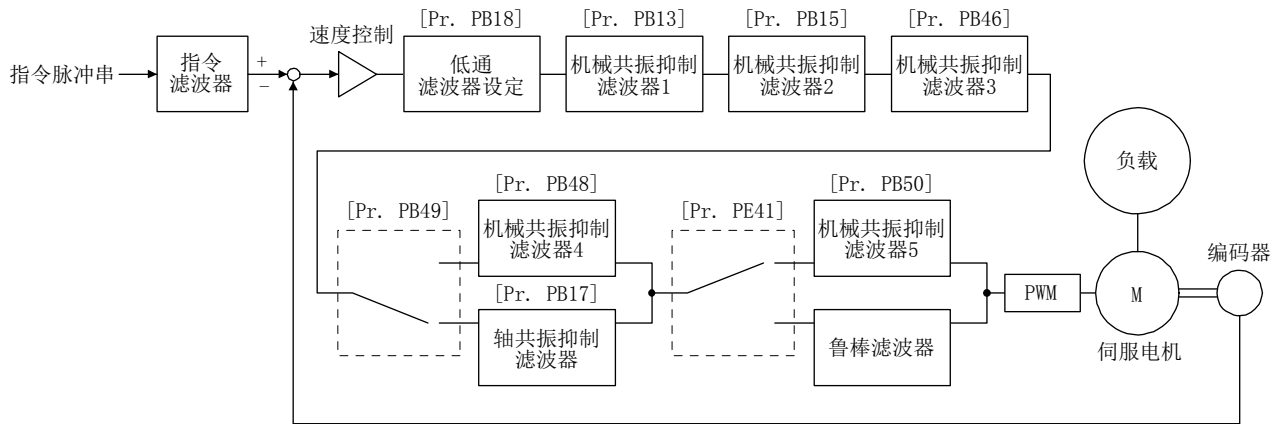 [Pr. PB18]
[Pr. PB13]
[Pr. PB15]
[Pr. PB46]
速度控制
指令脉冲串
指令
滤波器
+
−
低通
滤波器设定
机械共振抑制
滤波器1
机械共振抑制
滤波器2
机械共振抑制
滤波器3
负载
[Pr. PB49]
[Pr. PB48]
机械共振抑制
滤波器4
[Pr. PB17]
轴共振抑制
滤波器
[Pr. PE41]
[Pr. PB50]
机械共振抑制
滤波器5
鲁棒滤波器
PWM
M
伺服电机
编码器